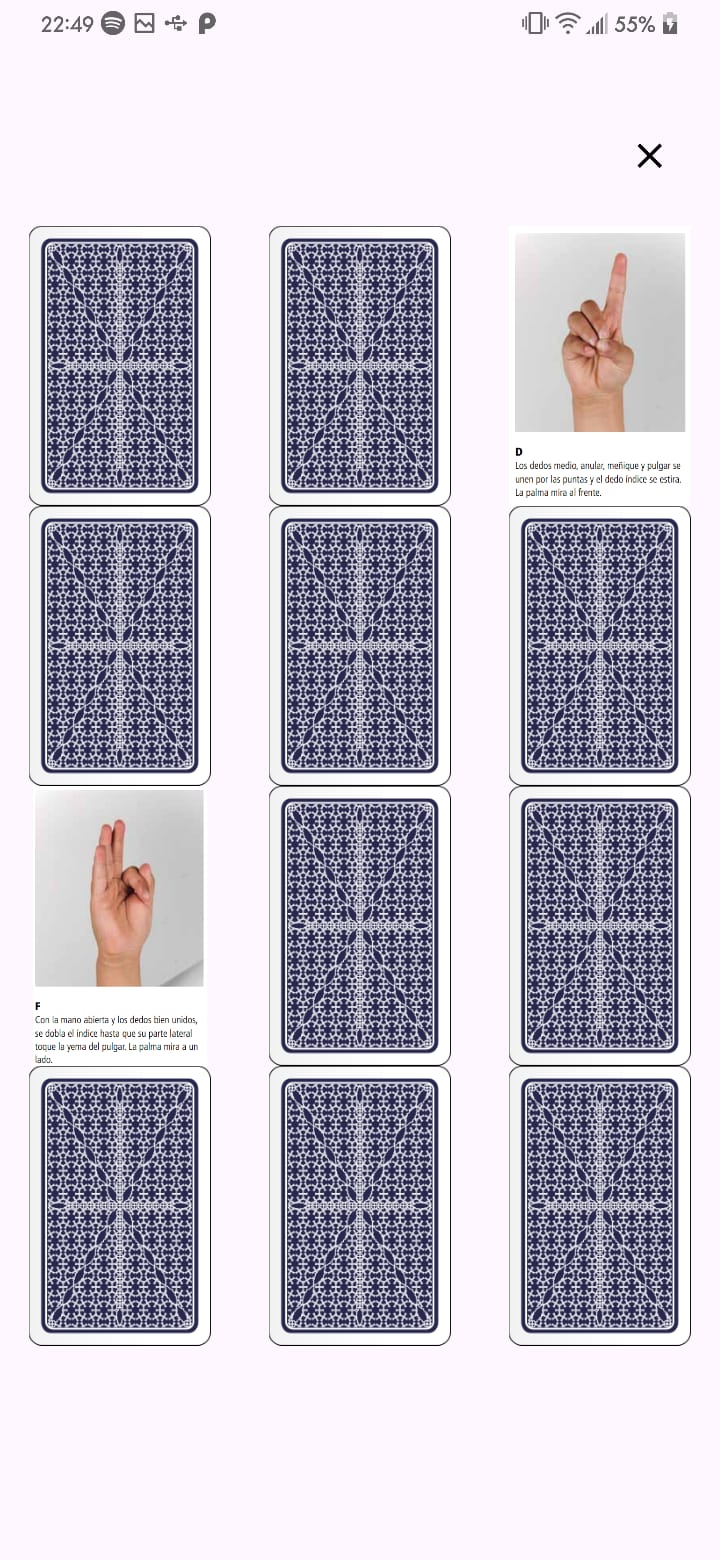 22:49 55%
D
Los dedos medio, anular, meñique y pulgar se
unen por las puntas y el dedo índice se estira.
La palma mira al frente.
F
Con la mano abierta y los dedos bien unidos,
se dobla el índice hasta que su parte lateral
toque la yema del pulgar. La palma mira a un
lado.